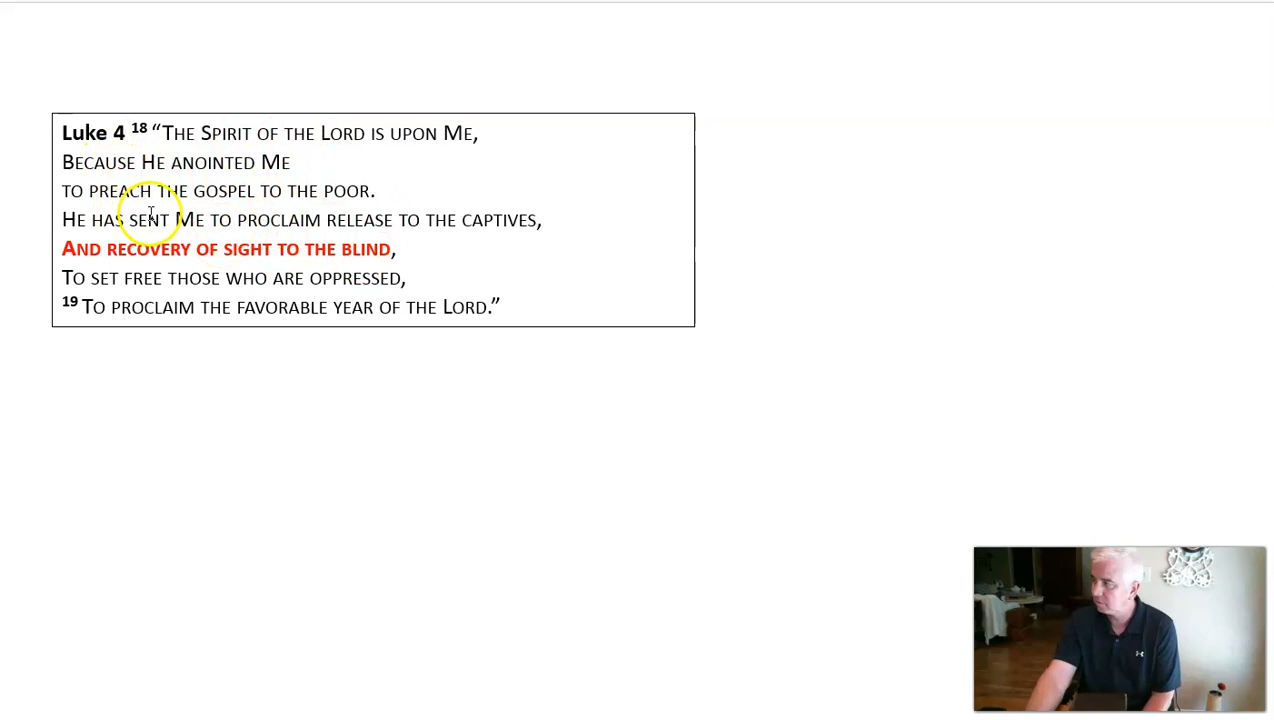 Luke 4 18 “The Spirit of the Lord is upon Me,
Because He anointed Me
to preach the gospel to the poor.
He has sent Me to proclaim release to the captives,
And recovery of sight to the blind,
To set free those who are oppressed,
19 To proclaim the favorable year of the Lord.”